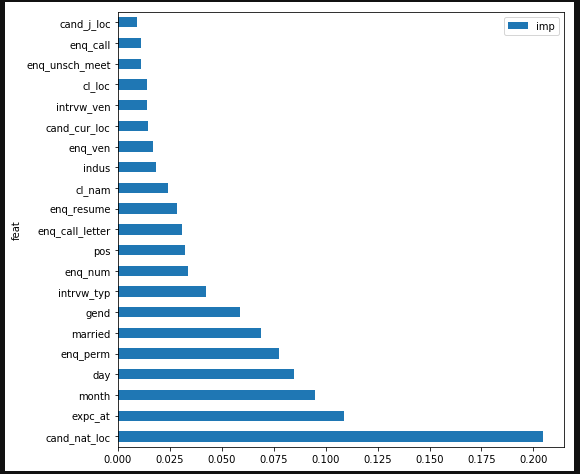 imp
cand_j_loc
enq_call
enq_unsch_meet
cl_loc
intrvw_ven
cand_cur_loc
enq_ven
indus
cl_nam
enq_resume
enq_call_letter
pos
enq_num
intrvw_typ
gend
married
enq_perm
day
month
expc_at
cand_nat_loc
feat
0.000 0.025 0.050 0.075 0.100 0.125 0.150 0.175 0.200